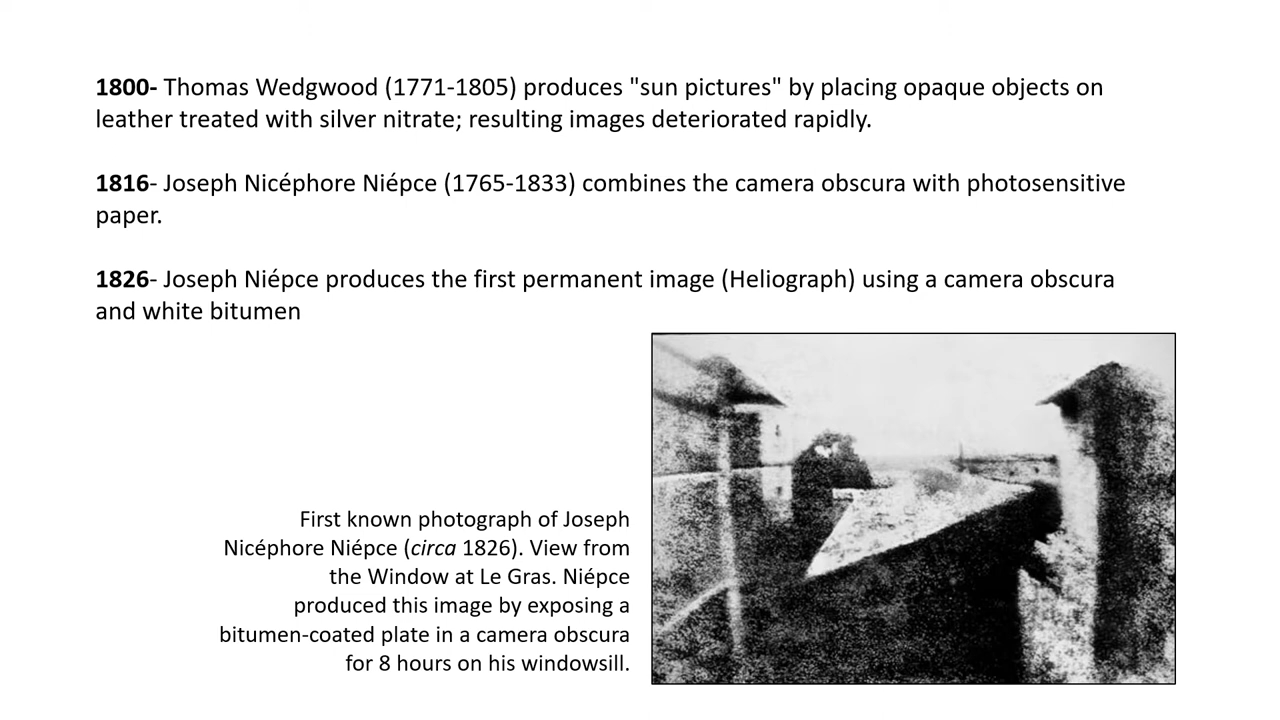 1800- Thomas Wedgwood (1771-1805) produces "sun pictures" by placing opaque objects on
leather treated with silver nitrate; resulting images deteriorated rapidly.
1816- Joseph Nicéphore Niépce (1765-1833) combines the camera obscura with photosensitive
paper.
1826- Joseph Niépce produces the first permanent image (Heliograph) using a camera obscura
and white bitumen
First known photograph of Joseph
Nicéphore Niépce (circa 1826). View from
the Window at Le Gras. Niépce
produced this image by exposing a
bitumen-coated plate in a camera obscura
for 8 hours on his windowsill.